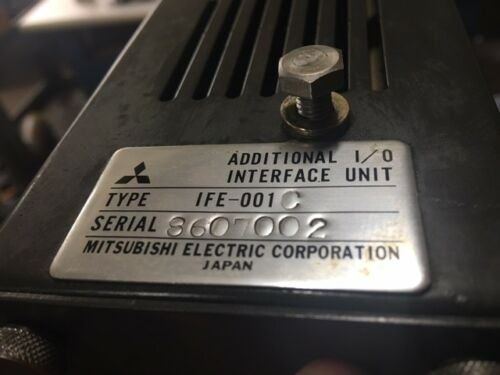 ADDITIONAL I/O
INTERFACE UNIT
TYPE IFE-001C
SERIAL 8607002
MITSUBISHI ELECTRIC CORPORATION
JAPAN